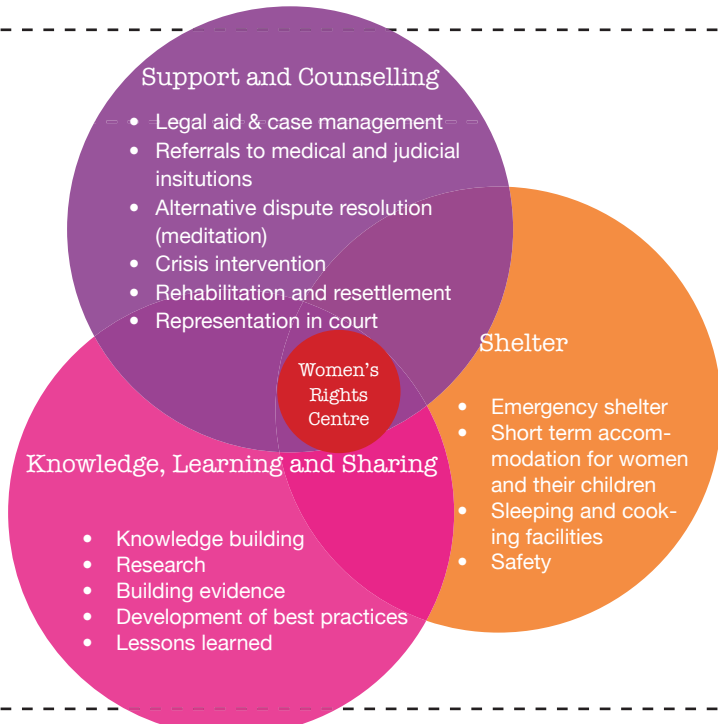 Support and Counselling
• Legal aid & case management
• Referrals to medical and judicial
insitutions
• Alternative dispute resolution
(meditation)
• Crisis intervention
• Rehabilitation and resettlement
• Representation in court
Shelter
• Emergency shelter
• Short term accom-
modation for women
and their children
• Sleeping and cook-
ing facilities
• Safety
Women's
Rights
Centre
Knowledge, Learning and Sharing
• Knowledge building
• Research
• Building evidence
• Development of best practices
• Lessons learned